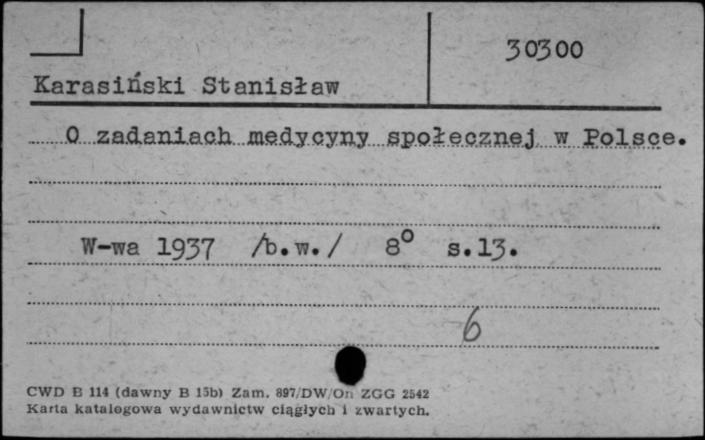 30300
Karasiński Stanisław
O zadaniach medycyny społecznej w Polsce.
W-wa 1937 /b.w./ 8° s.13.
6
CWD B 114 (dawny B 15b) Zam. 897/DW/On ZGG 2542
Karta katalogowa wydawnictw ciągłych i zwartych.